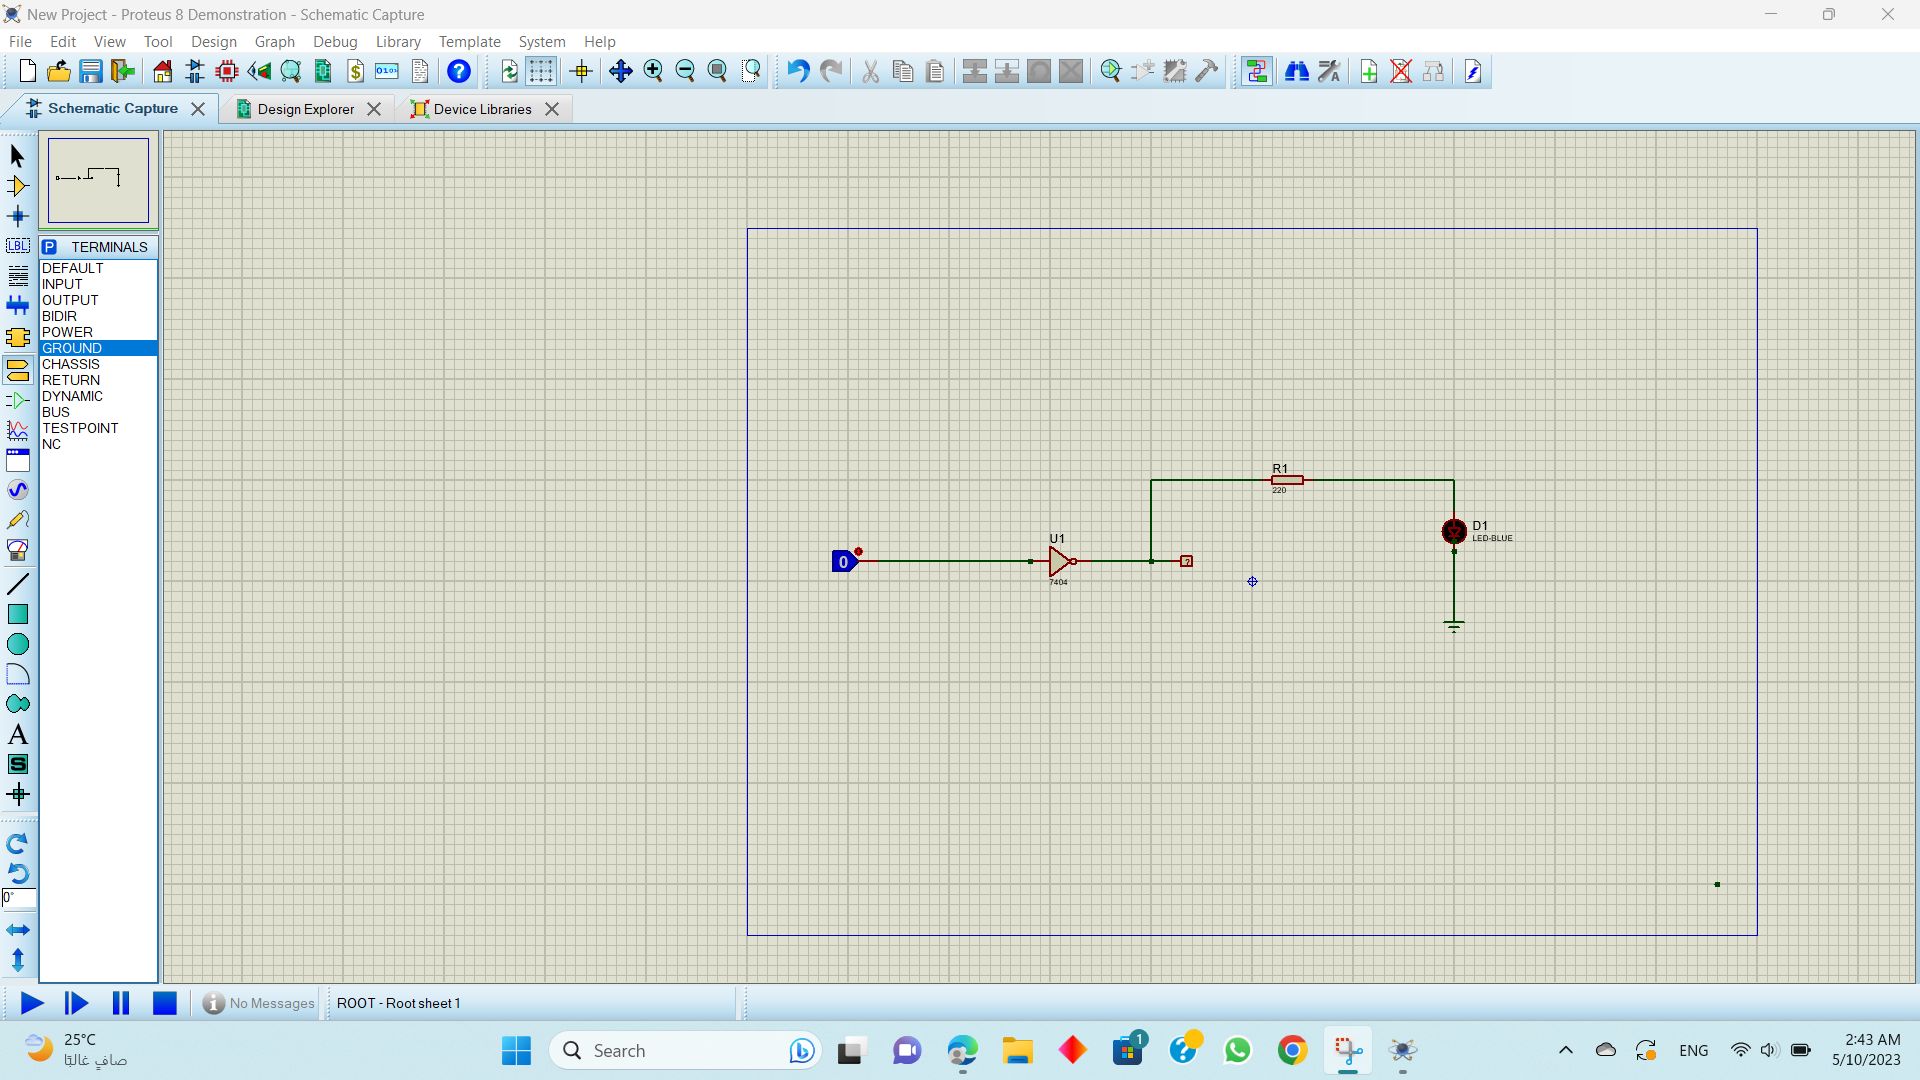 New Project - Proteus 8 Demonstration - Schematic Capture
File Edit View Tool Design Graph Debug Library Template System Help
Schematic Capture Design Explorer Device Libraries
LBL
P TERMINALS
DEFAULT
INPUT
OUTPUT
BIDIR
POWER
GROUND
CHASSIS
RETURN
DYNAMIC
BUS
TESTPOINT
NC
A
S
0°
R1
220
D1
LED-BLUE
U1
0
?
7404
No Messages
ROOT - Root sheet 1
25°C
صافٍ غالبًا
Search
1
ENG
2:43 AM
5/10/2023